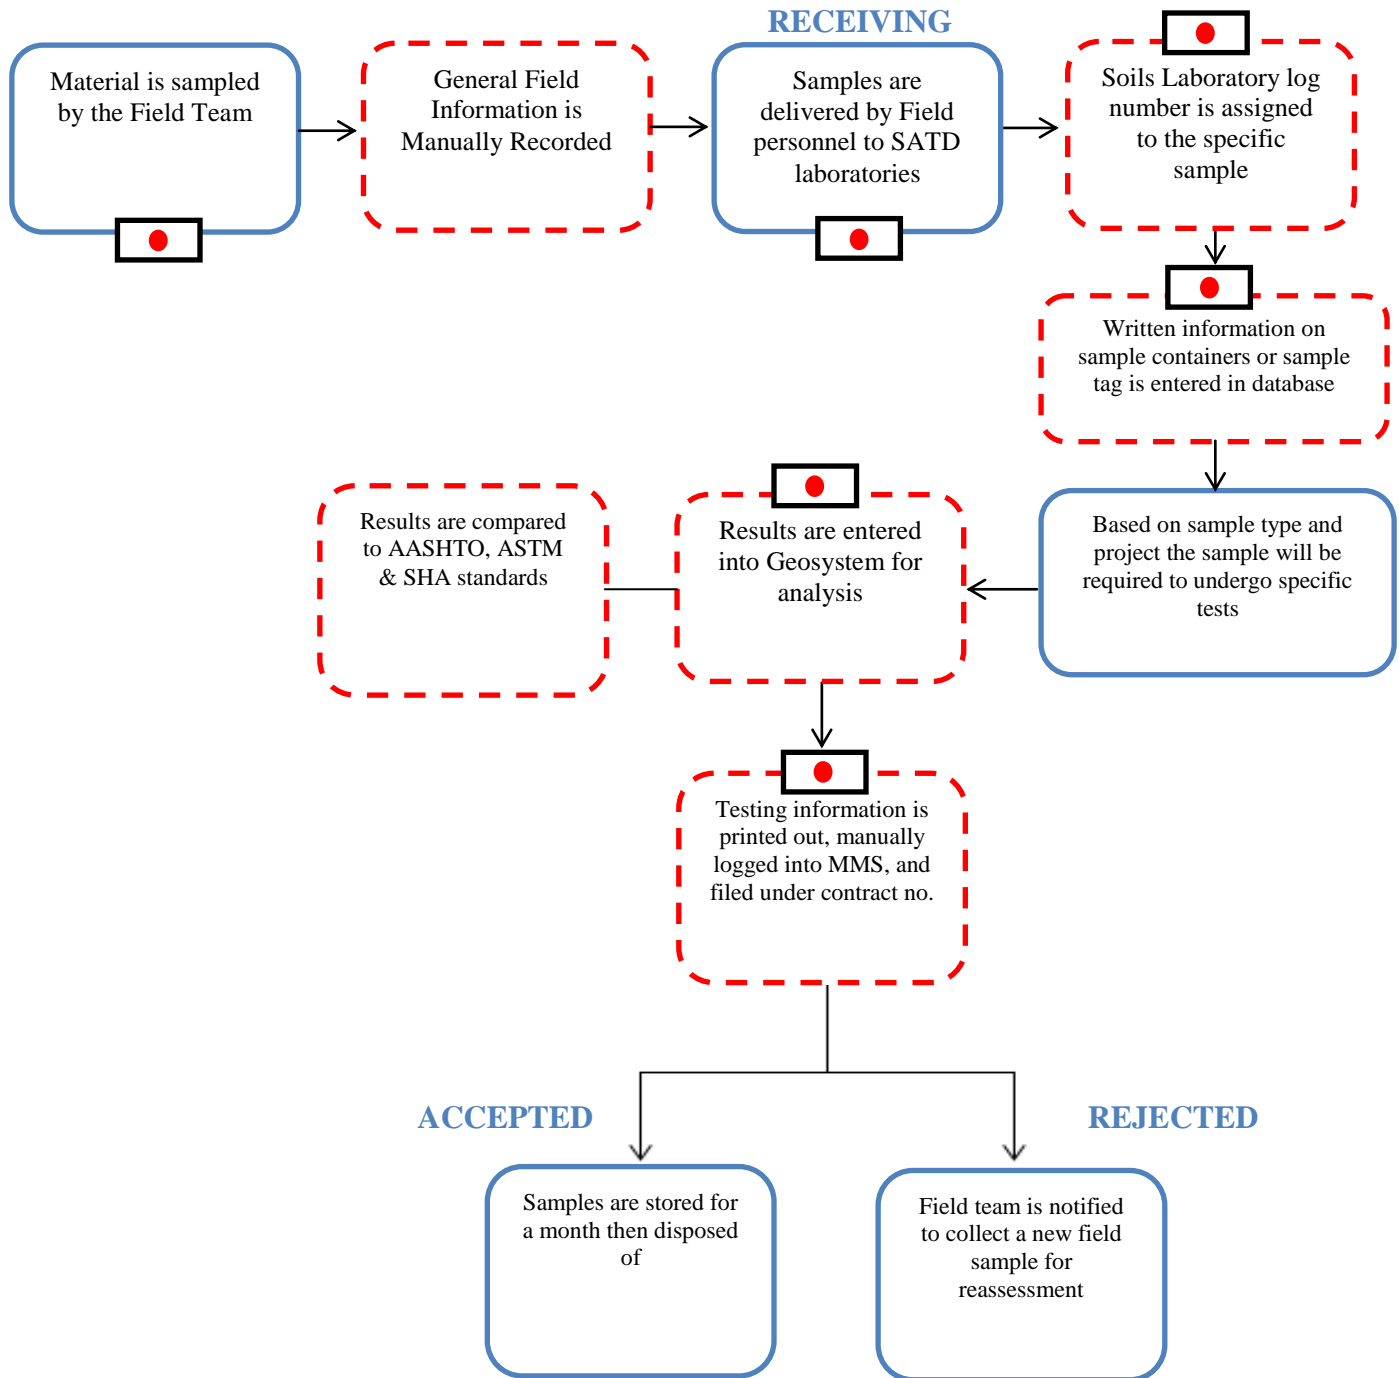 RECEIVING
Material is sampled
by the Field Team
General Field
Information is
Manually Recorded
Samples are
delivered by Field
personnel to SATD
laboratories
Soils Laboratory log
number is assigned
to the specific
sample
Written information on
sample containers or sample
tag is entered in database
Based on sample type and
project the sample will be
required to undergo specific
tests
Results are entered
into Geosystem for
analysis
Results are compared
to AASHTO, ASTM
& SHA standards
Testing information is
printed out, manually
logged into MMS, and
filed under contract no.
ACCEPTED
REJECTED
Samples are stored for
a month then disposed
of
Field team is notified
to collect a new field
sample for
reassessment